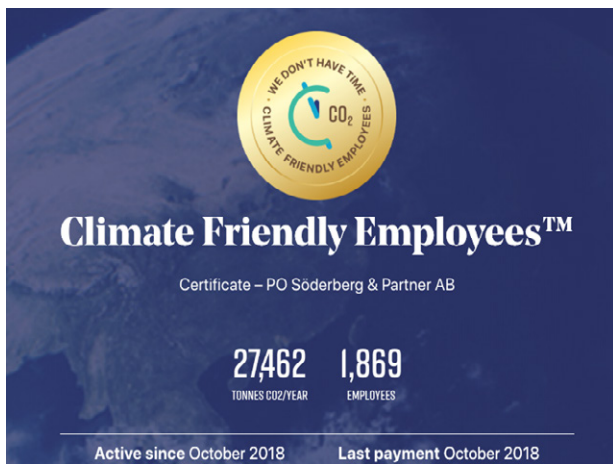 WE DON'T HAVE TIME
CO₂
CLIMATE FRIENDLY EMPLOYEES
Climate Friendly Employees™
Certificate – PO Söderberg & Partner AB
27,462 1,869
TONNES CO2/YEAR EMPLOYEES
Active since October 2018 Last payment October 2018